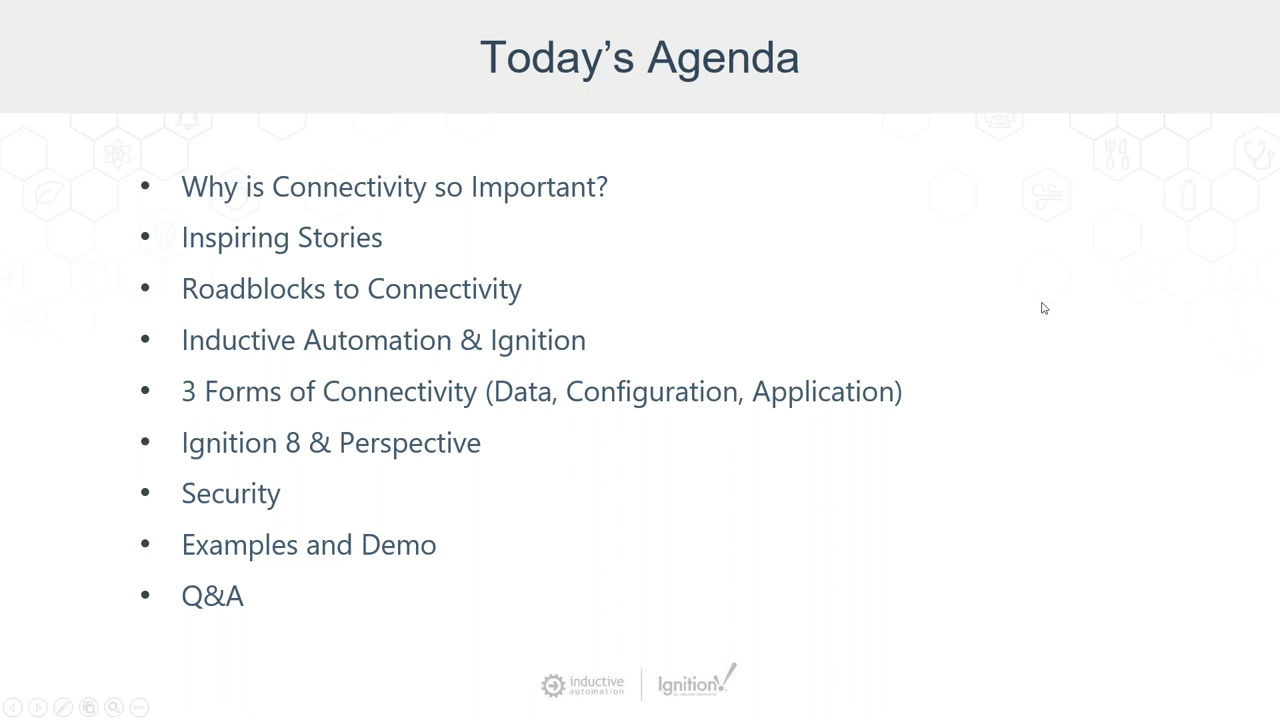 Today's Agenda
• Why is Connectivity so Important?
• Inspiring Stories
• Roadblocks to Connectivity
• Inductive Automation & Ignition
• 3 Forms of Connectivity (Data, Configuration, Application)
• Ignition 8 & Perspective
• Security
• Examples and Demo
• Q&A
inductive automation
Ignition!